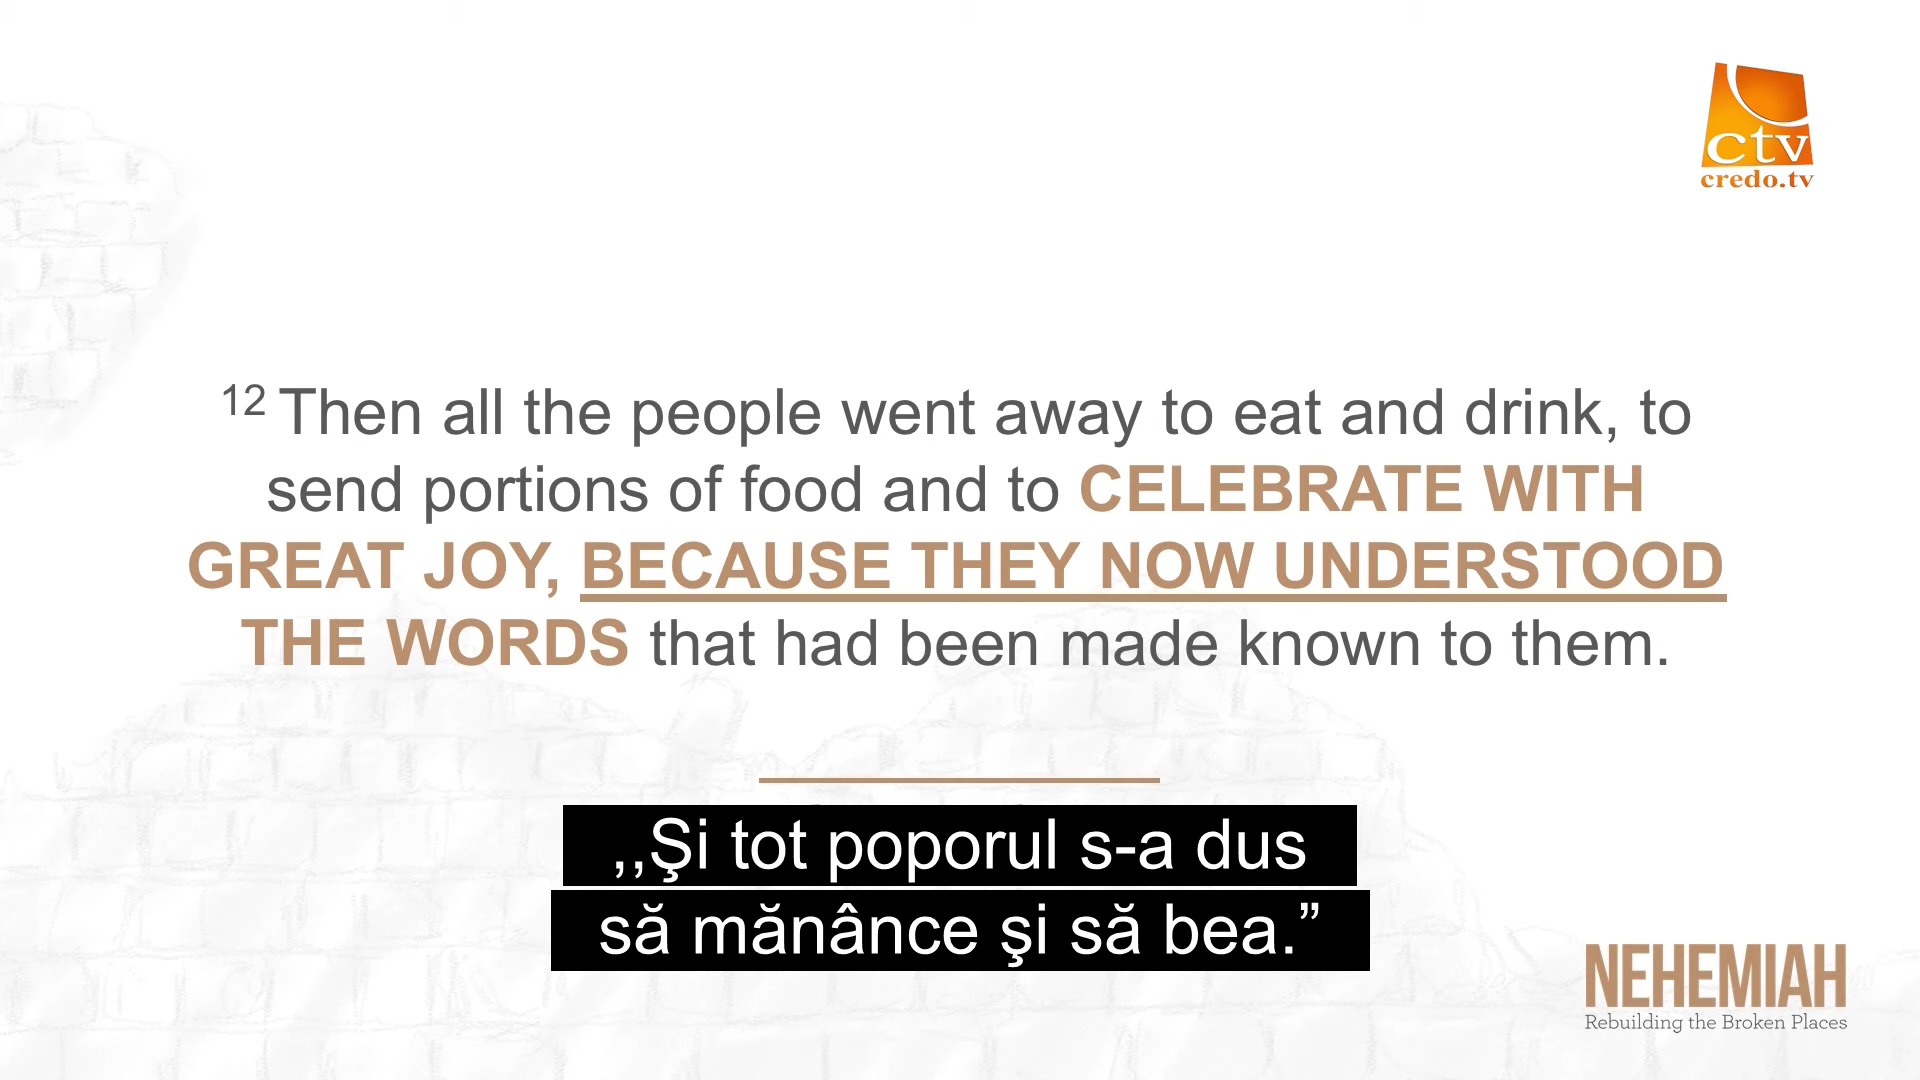 ctv
credo.tv
12 Then all the people went away to eat and drink, to
send portions of food and to CELEBRATE WITH
GREAT JOY, BECAUSE THEY NOW UNDERSTOOD
THE WORDS that had been made known to them.
,,Şi tot poporul s-a dus
să mănânce şi să bea.”
NEHEMIAH
Rebuilding the Broken Places